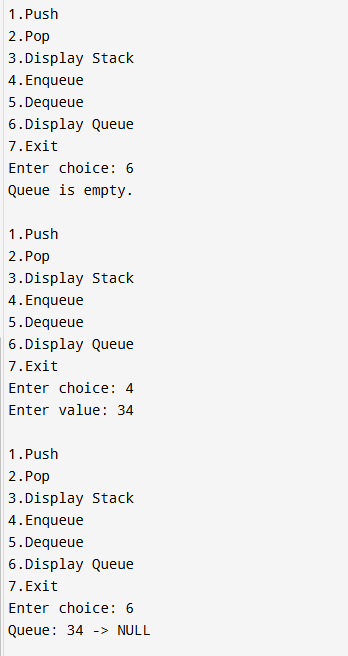 1.Push
2.Pop
3.Display Stack
4.Enqueue
5.Dequeue
6.Display Queue
7.Exit
Enter choice: 6
Queue is empty.

1.Push
2.Pop
3.Display Stack
4.Enqueue
5.Dequeue
6.Display Queue
7.Exit
Enter choice: 4
Enter value: 34

1.Push
2.Pop
3.Display Stack
4.Enqueue
5.Dequeue
6.Display Queue
7.Exit
Enter choice: 6
Queue: 34 -> NULL